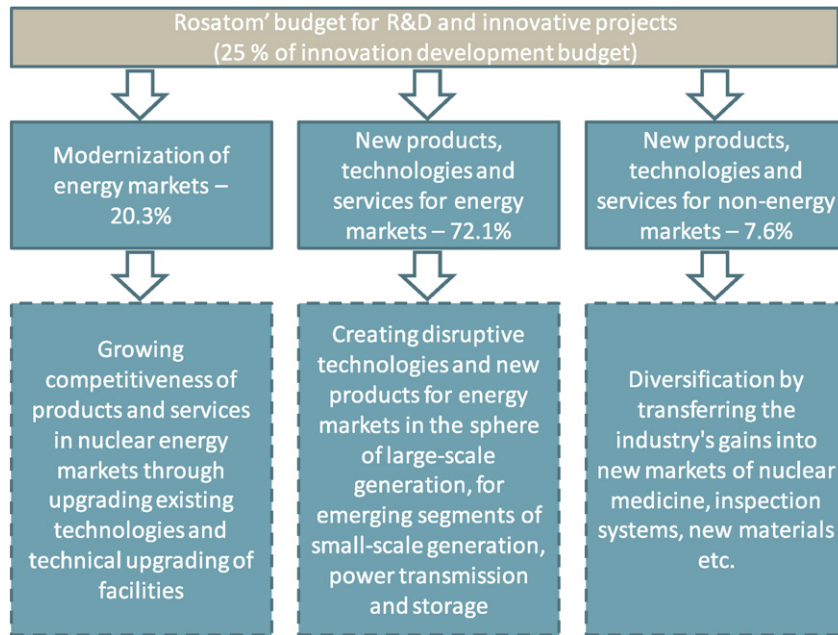 Rosatom’ budget for R&D and innovative projects
(25 % of innovation development budget)
Modernization of
energy markets –
20.3%
New products,
technologies and
services for energy
markets – 72.1%
New products,
technologies and
services for non-energy
markets – 7.6%
Growing
competitiveness of
products and services
in nuclear energy
markets through
upgrading existing
technologies and
technical upgrading of
facilities
Creating disruptive
technologies and new
products for energy
markets in the sphere
of large-scale
generation, for
emerging segments of
small-scale generation,
power transmission
and storage
Diversification by
transferring the
industry's gains into
new markets of nuclear
medicine, inspection
systems, new materials
etc.